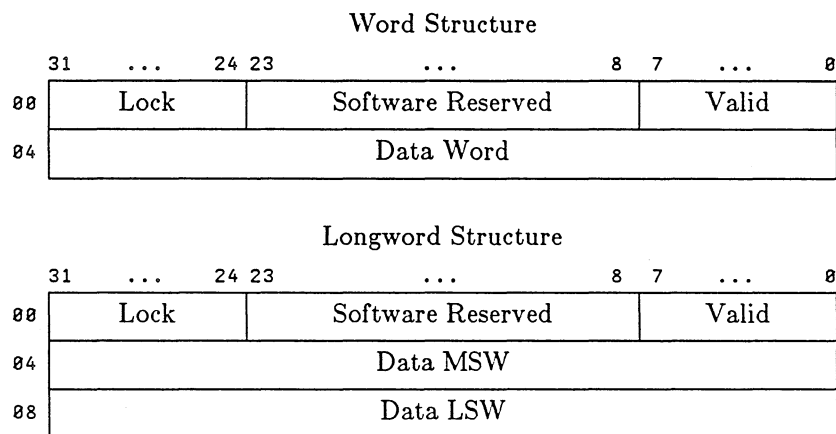 Word Structure
31 ... 24 23 ... 8 7 ... 0
00 Lock Software Reserved Valid
04 Data Word
Longword Structure
31 ... 24 23 ... 8 7 ... 0
00 Lock Software Reserved Valid
04 Data MSW
08 Data LSW